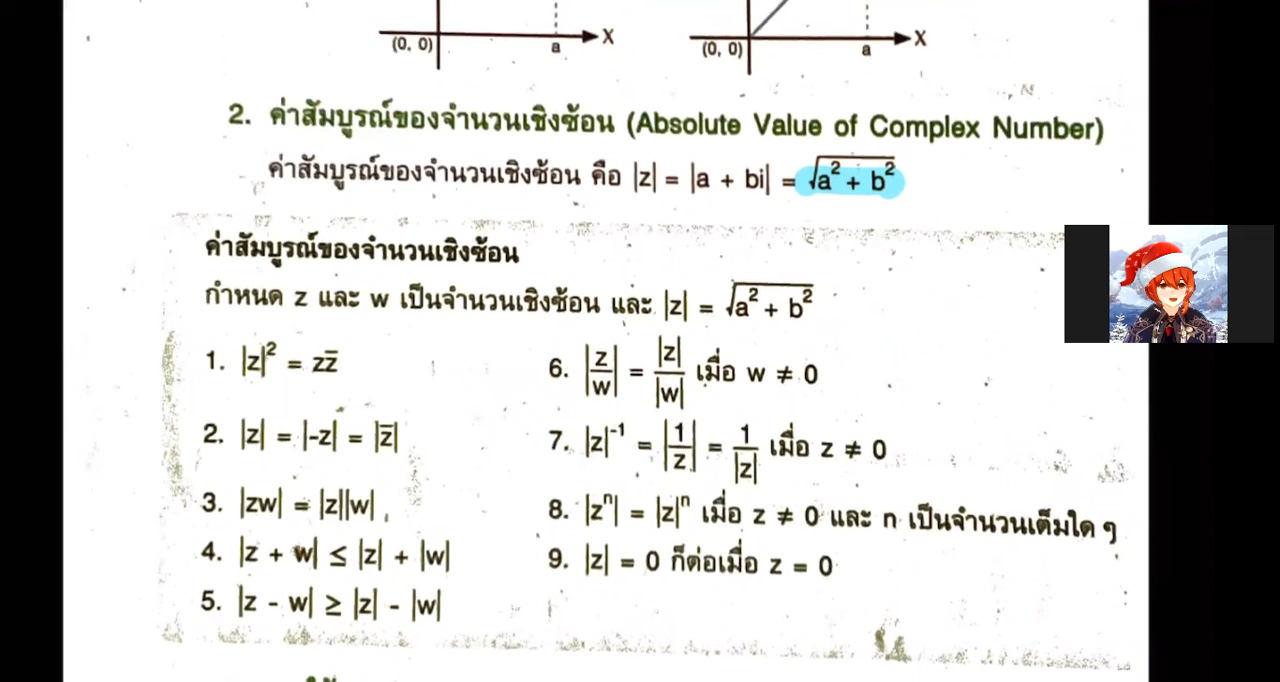 (0, 0) a X
(0, 0) a X
2. ค่าสัมบูรณ์ของจำนวนเชิงซ้อน (Absolute Value of Complex Number)
ค่าสัมบูรณ์ของจำนวนเชิงซ้อน คือ |z| = |a + bi| = √(a² + b²)
ค่าสัมบูรณ์ของจำนวนเชิงซ้อน
กำหนด z และ w เป็นจำนวนเชิงซ้อน และ |z| = √(a² + b²)
1. |z|² = zz̄
2. |z| = |-z| = |z̄|
3. |zw| = |z||w|
4. |z + w| ≤ |z| + |w|
5. |z - w| ≥ |z| - |w|
6. |z/w| = |z|/|w| เมื่อ w ≠ 0
7. |z|⁻¹ = |1/z| = 1/|z| เมื่อ z ≠ 0
8. |zⁿ| = |z|ⁿ เมื่อ z ≠ 0 และ n เป็นจำนวนเต็มใด ๆ
9. |z| = 0 ก็ต่อเมื่อ z = 0